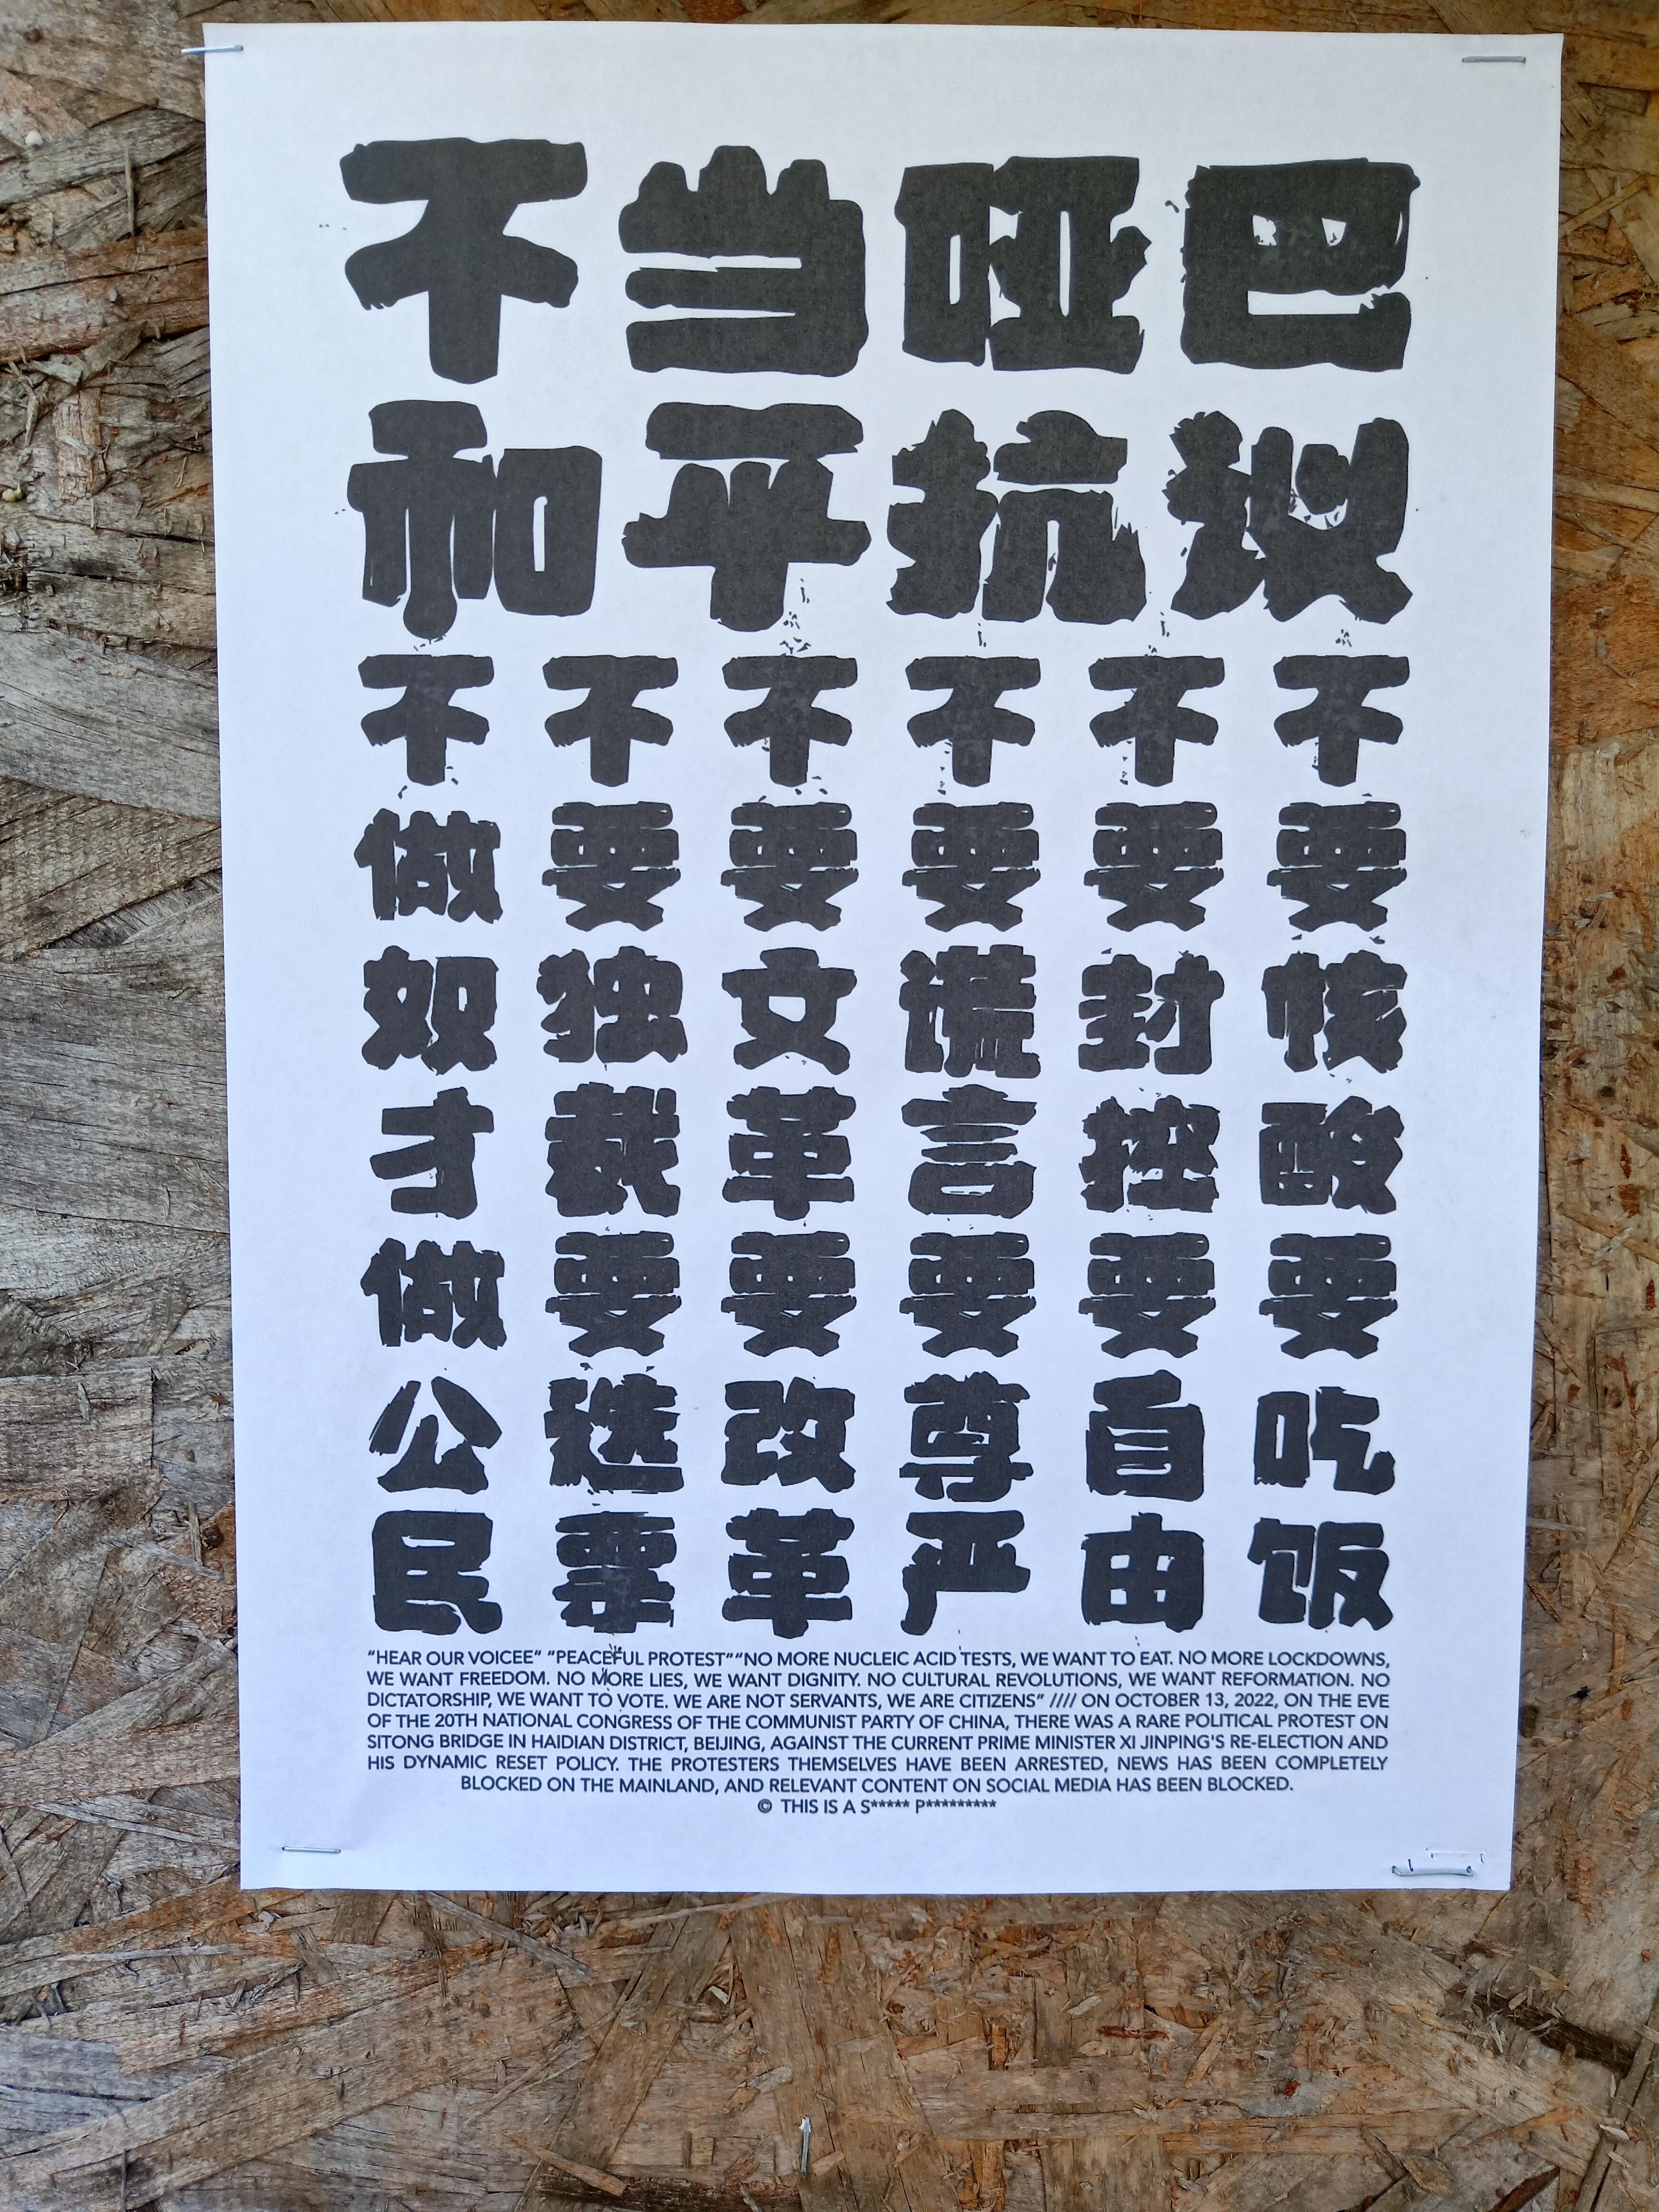 不当哑巴
和平抗议
不要核酸要吃饭
不要封控要自由
不要谎言要尊严
不要文革要改革
不要独裁要选票
不做奴才做公民
“HEAR OUR VOICEE” “PEACEFUL PROTEST”“NO MORE NUCLEIC ACID TESTS, WE WANT TO EAT. NO MORE LOCKDOWNS,
WE WANT FREEDOM. NO MORE LIES, WE WANT DIGNITY. NO CULTURAL REVOLUTIONS, WE WANT REFORMATION. NO
DICTATORSHIP, WE WANT TO VOTE. WE ARE NOT SERVANTS, WE ARE CITIZENS” //// ON OCTOBER 13, 2022, ON THE EVE
OF THE 20TH NATIONAL CONGRESS OF THE COMMUNIST PARTY OF CHINA, THERE WAS A RARE POLITICAL PROTEST ON
SITONG BRIDGE IN HAIDIAN DISTRICT, BEIJING, AGAINST THE CURRENT PRIME MINISTER XI JINPING'S RE-ELECTION AND
HIS DYNAMIC RESET POLICY. THE PROTESTERS THEMSELVES HAVE BEEN ARRESTED, NEWS HAS BEEN COMPLETELY
BLOCKED ON THE MAINLAND, AND RELEVANT CONTENT ON SOCIAL MEDIA HAS BEEN BLOCKED.
© THIS IS A S***** P*********